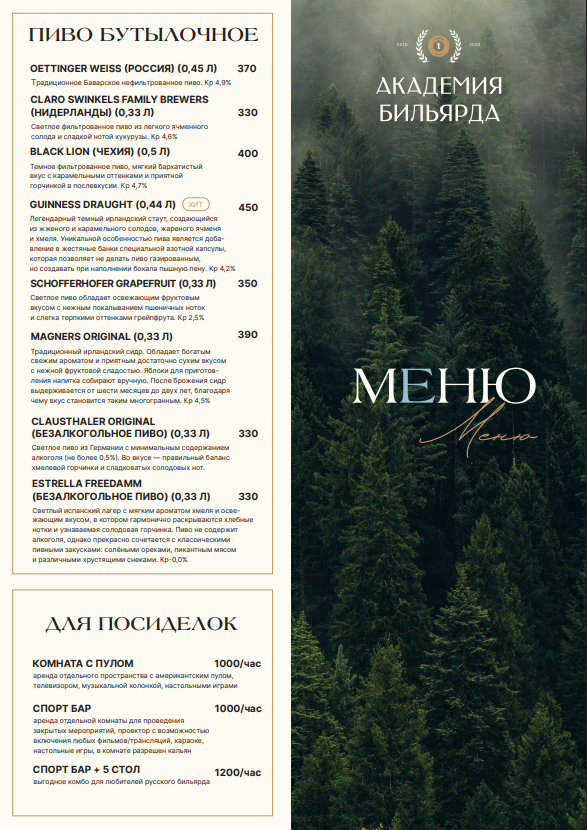 ПИВО БУТЫЛОЧНОЕ
OETTINGER WEISS (РОССИЯ) (0,45 Л) 370
Традиционное Баварское нефильтрованное пиво. Кр 4,9%
CLARO SWINKELS FAMILY BREWERS
(НИДЕРЛАНДЫ) (0,33 Л) 330
Светлое фильтрованное пиво из легкого ячменного
солода и сладкой нотой кукурузы. Кр 4,6%
BLACK LION (ЧЕХИЯ) (0,5 Л) 400
Темное фильтрованное пиво, мягкий бархатистый
вкус с карамельными оттенками и приятной
горчинкой в послевкусии. Кр 4,7%
GUINNESS DRAUGHT (0,44 Л) ХИТ 450
Легендарный темный ирландский стаут, создающийся
из жженого и карамельного солодов, жареного ячменя
и хмеля. Уникальной особенностью пива является доба-
вление в жестяные банки специальной азотной капсулы,
которая позволяет не делать пиво газированным,
но создавать при наполнении бокала пышную пену. Кр 4,2%
SCHOFFERHOFER GRAPEFRUIT (0,33 Л) 350
Светлое пиво обладает освежающим фруктовым
вкусом с нежным покалыванием пшеничных ноток
и слегка терпкими оттенками грейпфрута. Кр 2,5%
MAGNERS ORIGINAL (0,33 Л) 390
Традиционный ирландский сидр. Обладает богатым
свежим ароматом и приятным достаточно сухим вкусом
с нежной фруктовой сладостью. Яблоки для приготов-
ления напитка собирают вручную. После брожения сидр
выдерживается от шести месяцев до двух лет, благодаря
чему вкус становится таким многогранным. Кр 4,5%
CLAUSTHALER ORIGINAL
(БЕЗАЛКОГОЛЬНОЕ ПИВО) (0,33 Л) 330
Светлое пиво из Германии с минимальным содержанием
алкоголя (не более 0,5%). Во вкусе — правильный баланс
хмелевой горчинки и сладковатых солодовых нот.
ESTRELLA FREEDAMM
(БЕЗАЛКОГОЛЬНОЕ ПИВО) (0,33 Л) 330
Светлый испанский лагер с мягким ароматом хмеля и осве-
жающим вкусом, в котором гармонично раскрываются хлебные
нотки и узнаваемая солодовая горчинка. Пиво не содержит
алкоголя, однако прекрасно сочетается с классическими
пивными закусками: солёными орехами, пикантным мясом
и различными хрустящими снеками. Кр-0,0%
ДЛЯ ПОСИДЕЛОК
КОМНАТА С ПУЛОМ 1000/час
аренда отдельного пространства с американским пулом,
телевизором, музыкальной колонкой, настольными играми
СПОРТ БАР 1000/час
аренда отдельной комнаты для проведения
закрытых мероприятий, проектор с возможностью
включения любых фильмов/трансляций, караоке,
настольные игры, в комнате разрешен кальян
СПОРТ БАР + 5 СТОЛ 1200/час
выгодное комбо для любителей русского бильярда
1
АКАДЕМИЯ
БИЛЬЯРДА
МЕНЮ
Меню